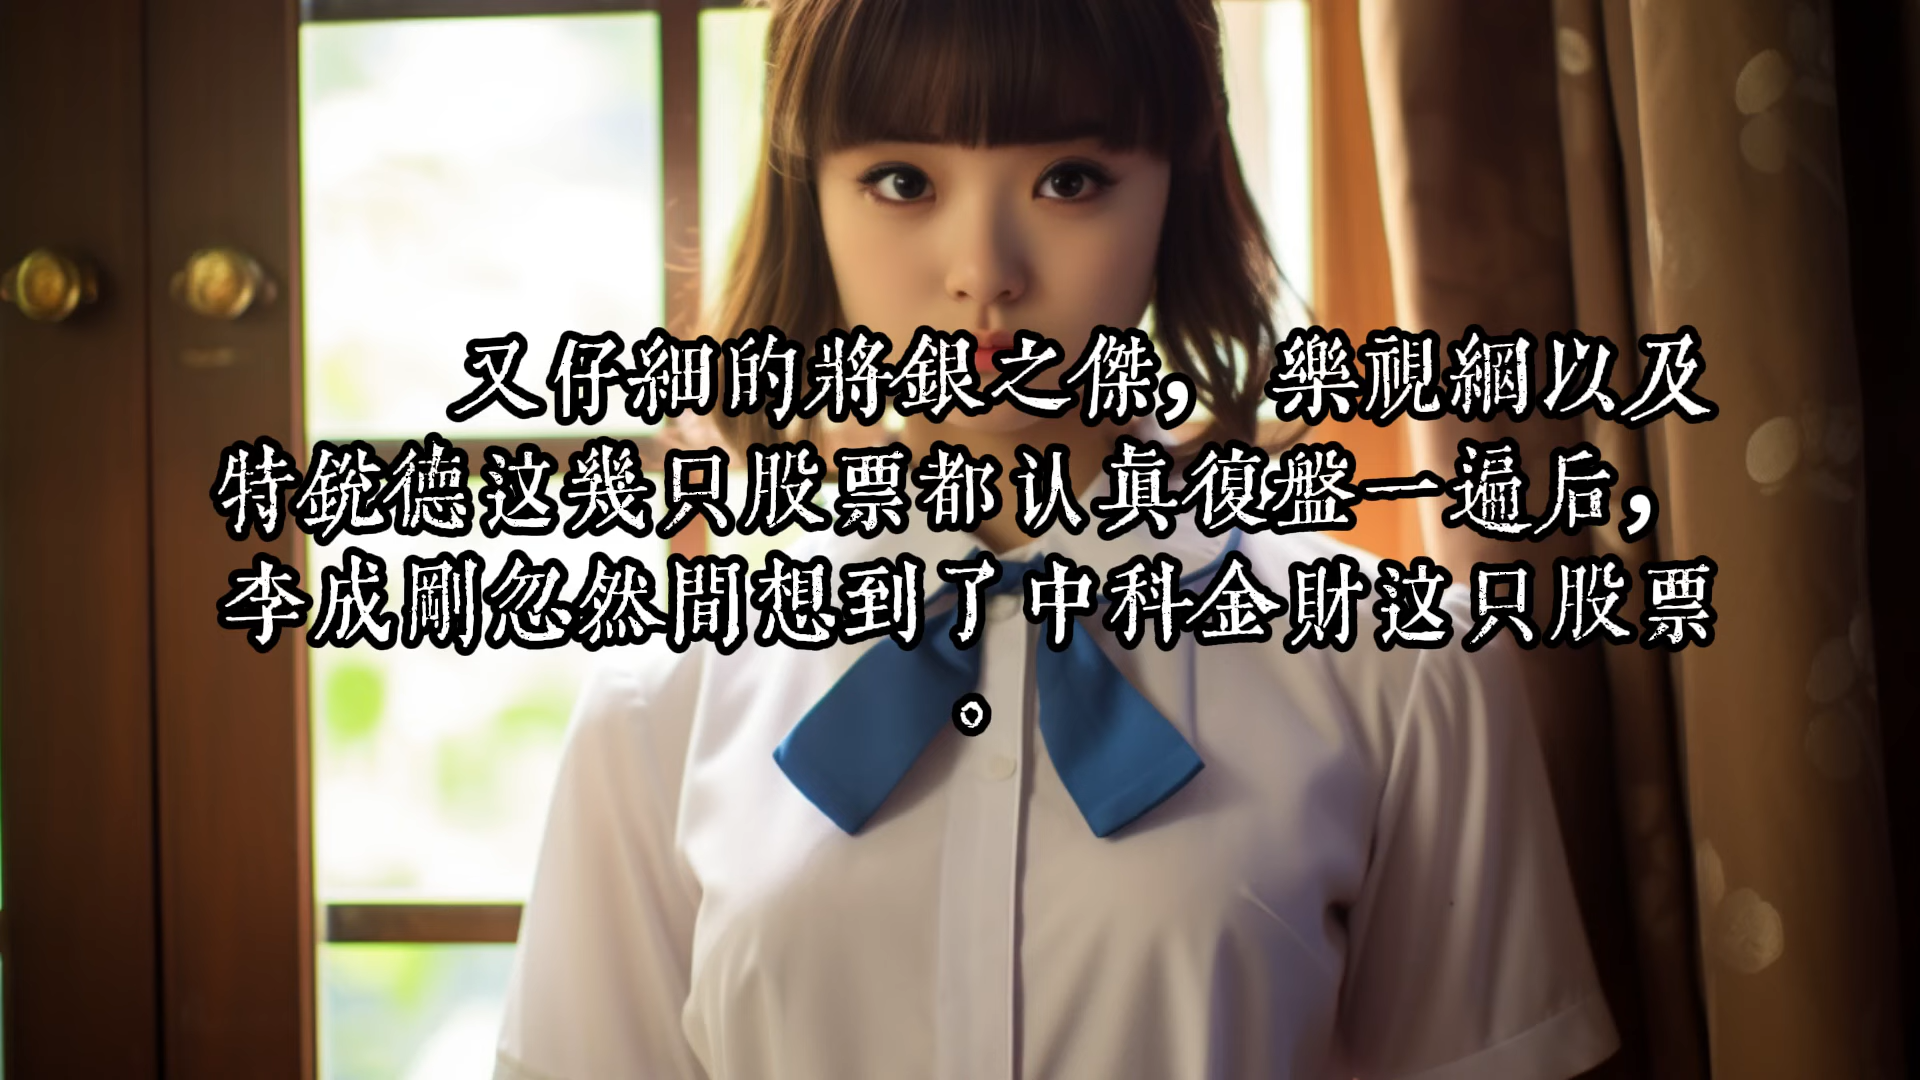 又仔細的將銀之傑，樂視網以及
特銳德这幾只股票都认真復盤一遍后，
李成剛忽然間想到了中科金財这只股票
。